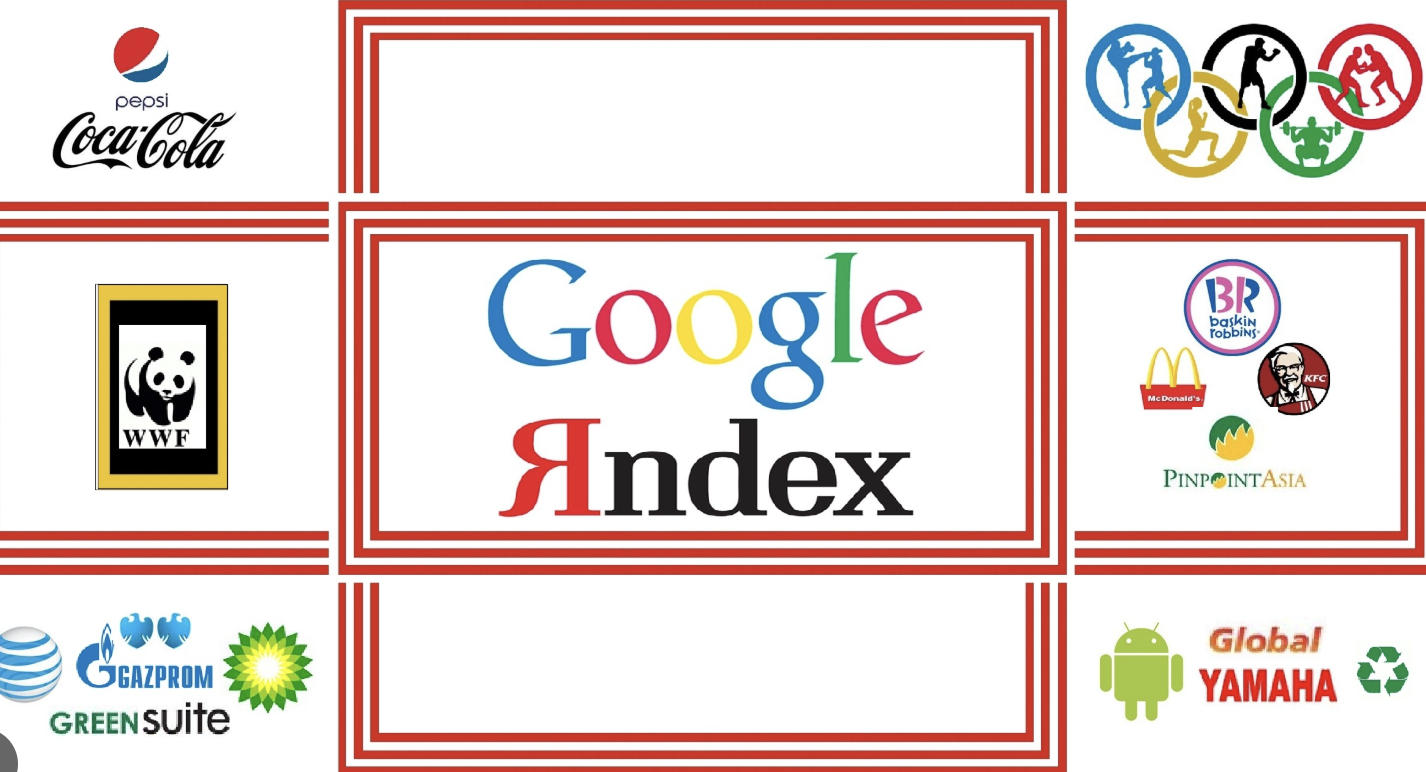 pepsi
Coca-Cola
WWF
Google
Яndex
BR
baskin
robbins
McDonald's
KFC
PINPOINTASIA
GAZPROM
GREENsuite
Global
YAMAHA